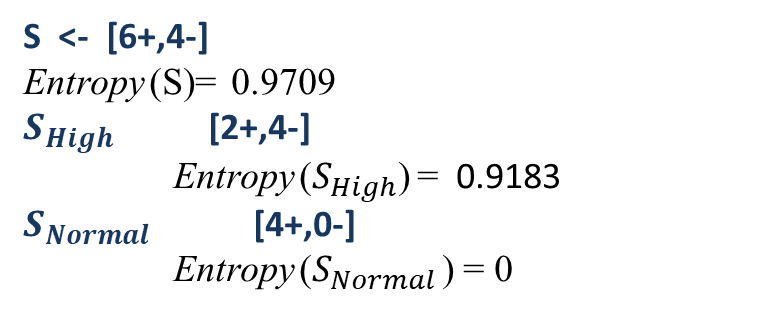 S <- [6+,4-]
Entropy(S)= 0.9709
S_High [2+,4-]
Entropy(S_High)= 0.9183
S_Normal [4+,0-]
Entropy(S_Normal) = 0